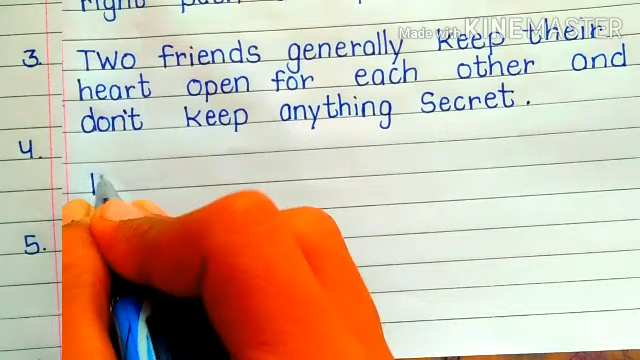 Made with KINEMASTER
3. Two friends generally keep their
heart open for each other and
don't keep anything Secret.
4.
5.